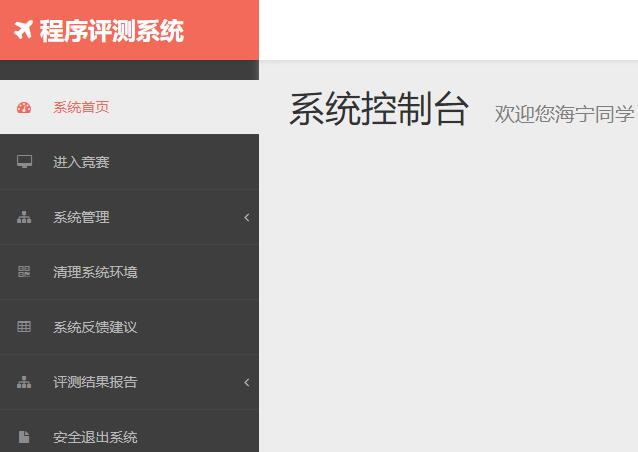 程序评测系统
系统首页
进入竞赛
系统管理
清理系统环境
系统反馈建议
评测结果报告
安全退出系统
系统控制台 欢迎您海宁同学